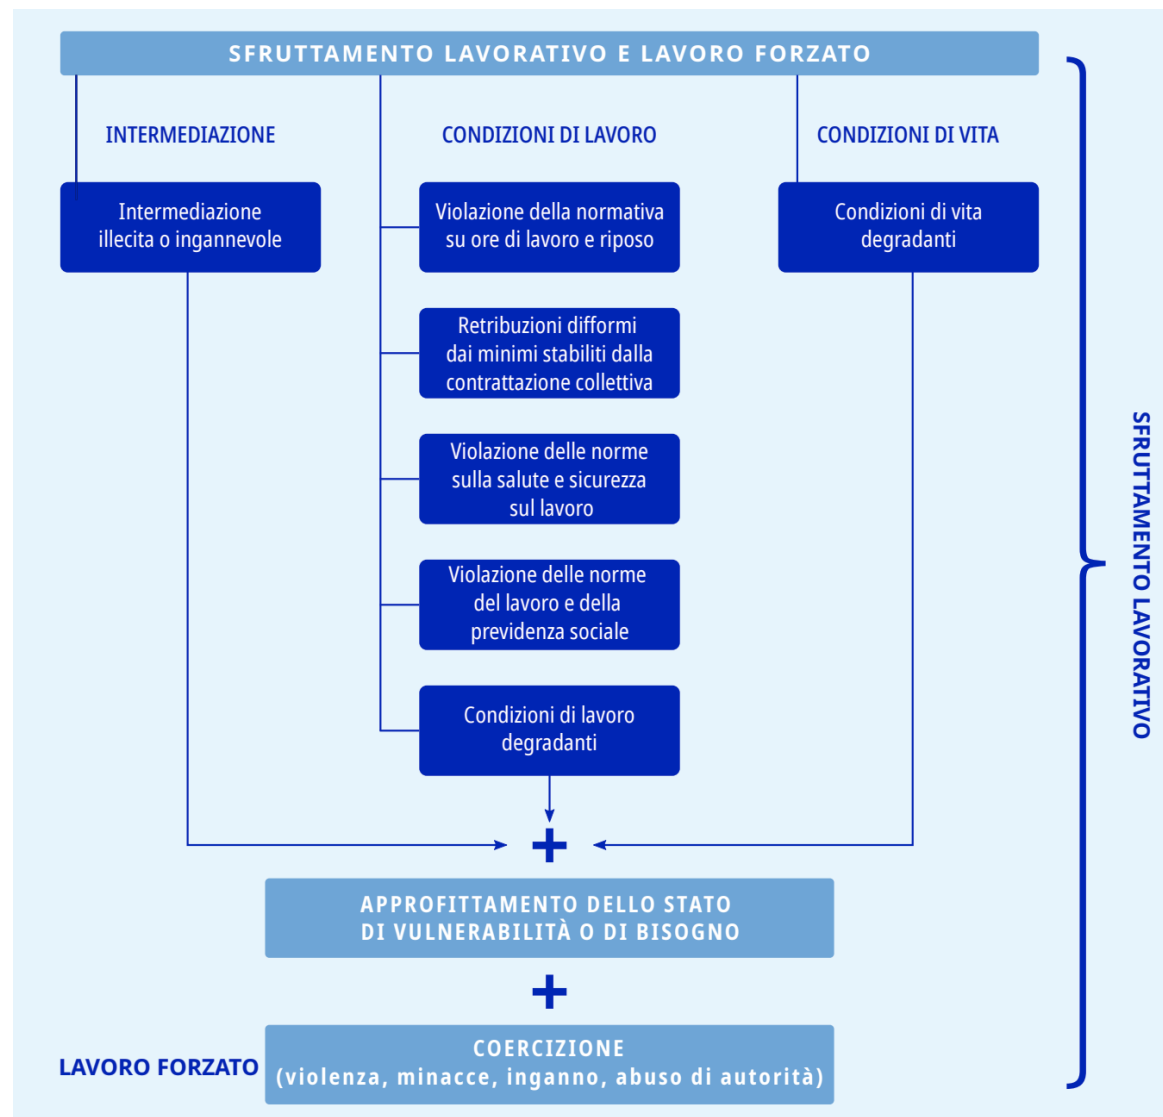 SFRUTTAMENTO LAVORATIVO E LAVORO FORZATO
INTERMEDIAZIONE
Intermediazione
illecita o ingannevole
CONDIZIONI DI LAVORO
Violazione della normativa
su ore di lavoro e riposo
Retribuzioni difformi
dai minimi stabiliti dalla
contrattazione collettiva
Violazione delle norme
sulla salute e sicurezza
sul lavoro
Violazione delle norme
del lavoro e della
previdenza sociale
Condizioni di lavoro
degradanti
CONDIZIONI DI VITA
Condizioni di vita
degradanti
+
APPROFITTAMENTO DELLO STATO
DI VULNERABILITÀ O DI BISOGNO
+
LAVORO FORZATO
COERCIZIONE
(violenza, minacce, inganno, abuso di autorità)
SFRUTTAMENTO LAVORATIVO